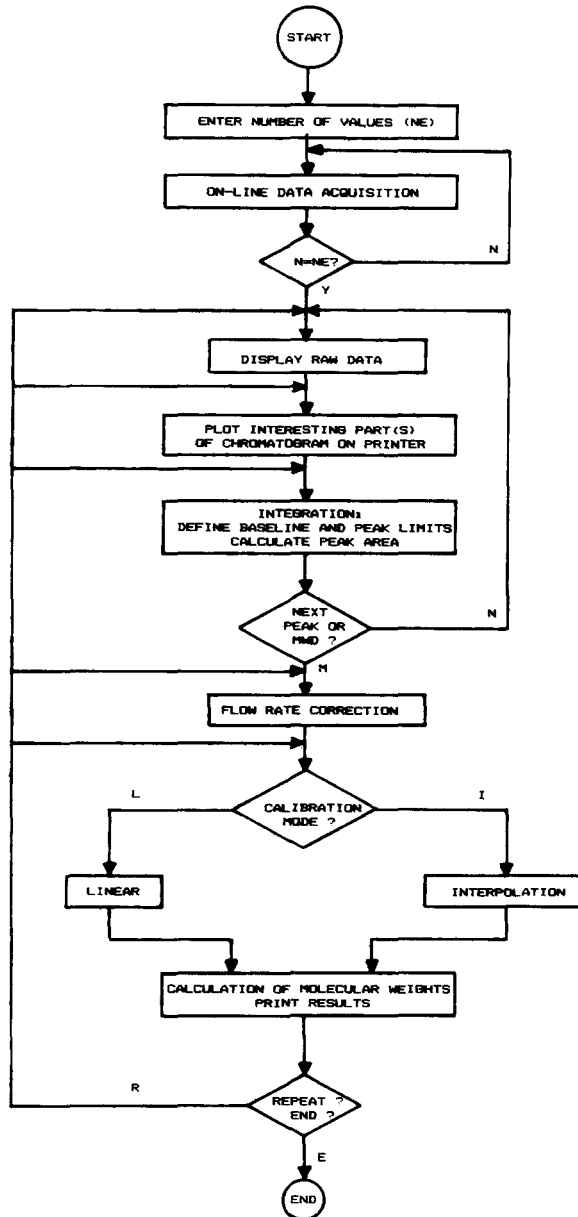 START
ENTER NUMBER OF VALUES (NE)
ON-LINE DATA ACQUISITION
N=NE?
N
Y
DISPLAY RAW DATA
PLOT INTERESTING PART(S)
OF CHROMATOGRAM ON PRINTER
INTEGRATION:
DEFINE BASELINE AND PEAK LIMITS
CALCULATE PEAK AREA
NEXT
PEAK OR
MWD ?
N
M
FLOW RATE CORRECTION
CALIBRATION
MODE ?
L
I
LINEAR
INTERPOLATION
CALCULATION OF MOLECULAR WEIGHTS
PRINT RESULTS
R
REPEAT ?
END ?
E
END